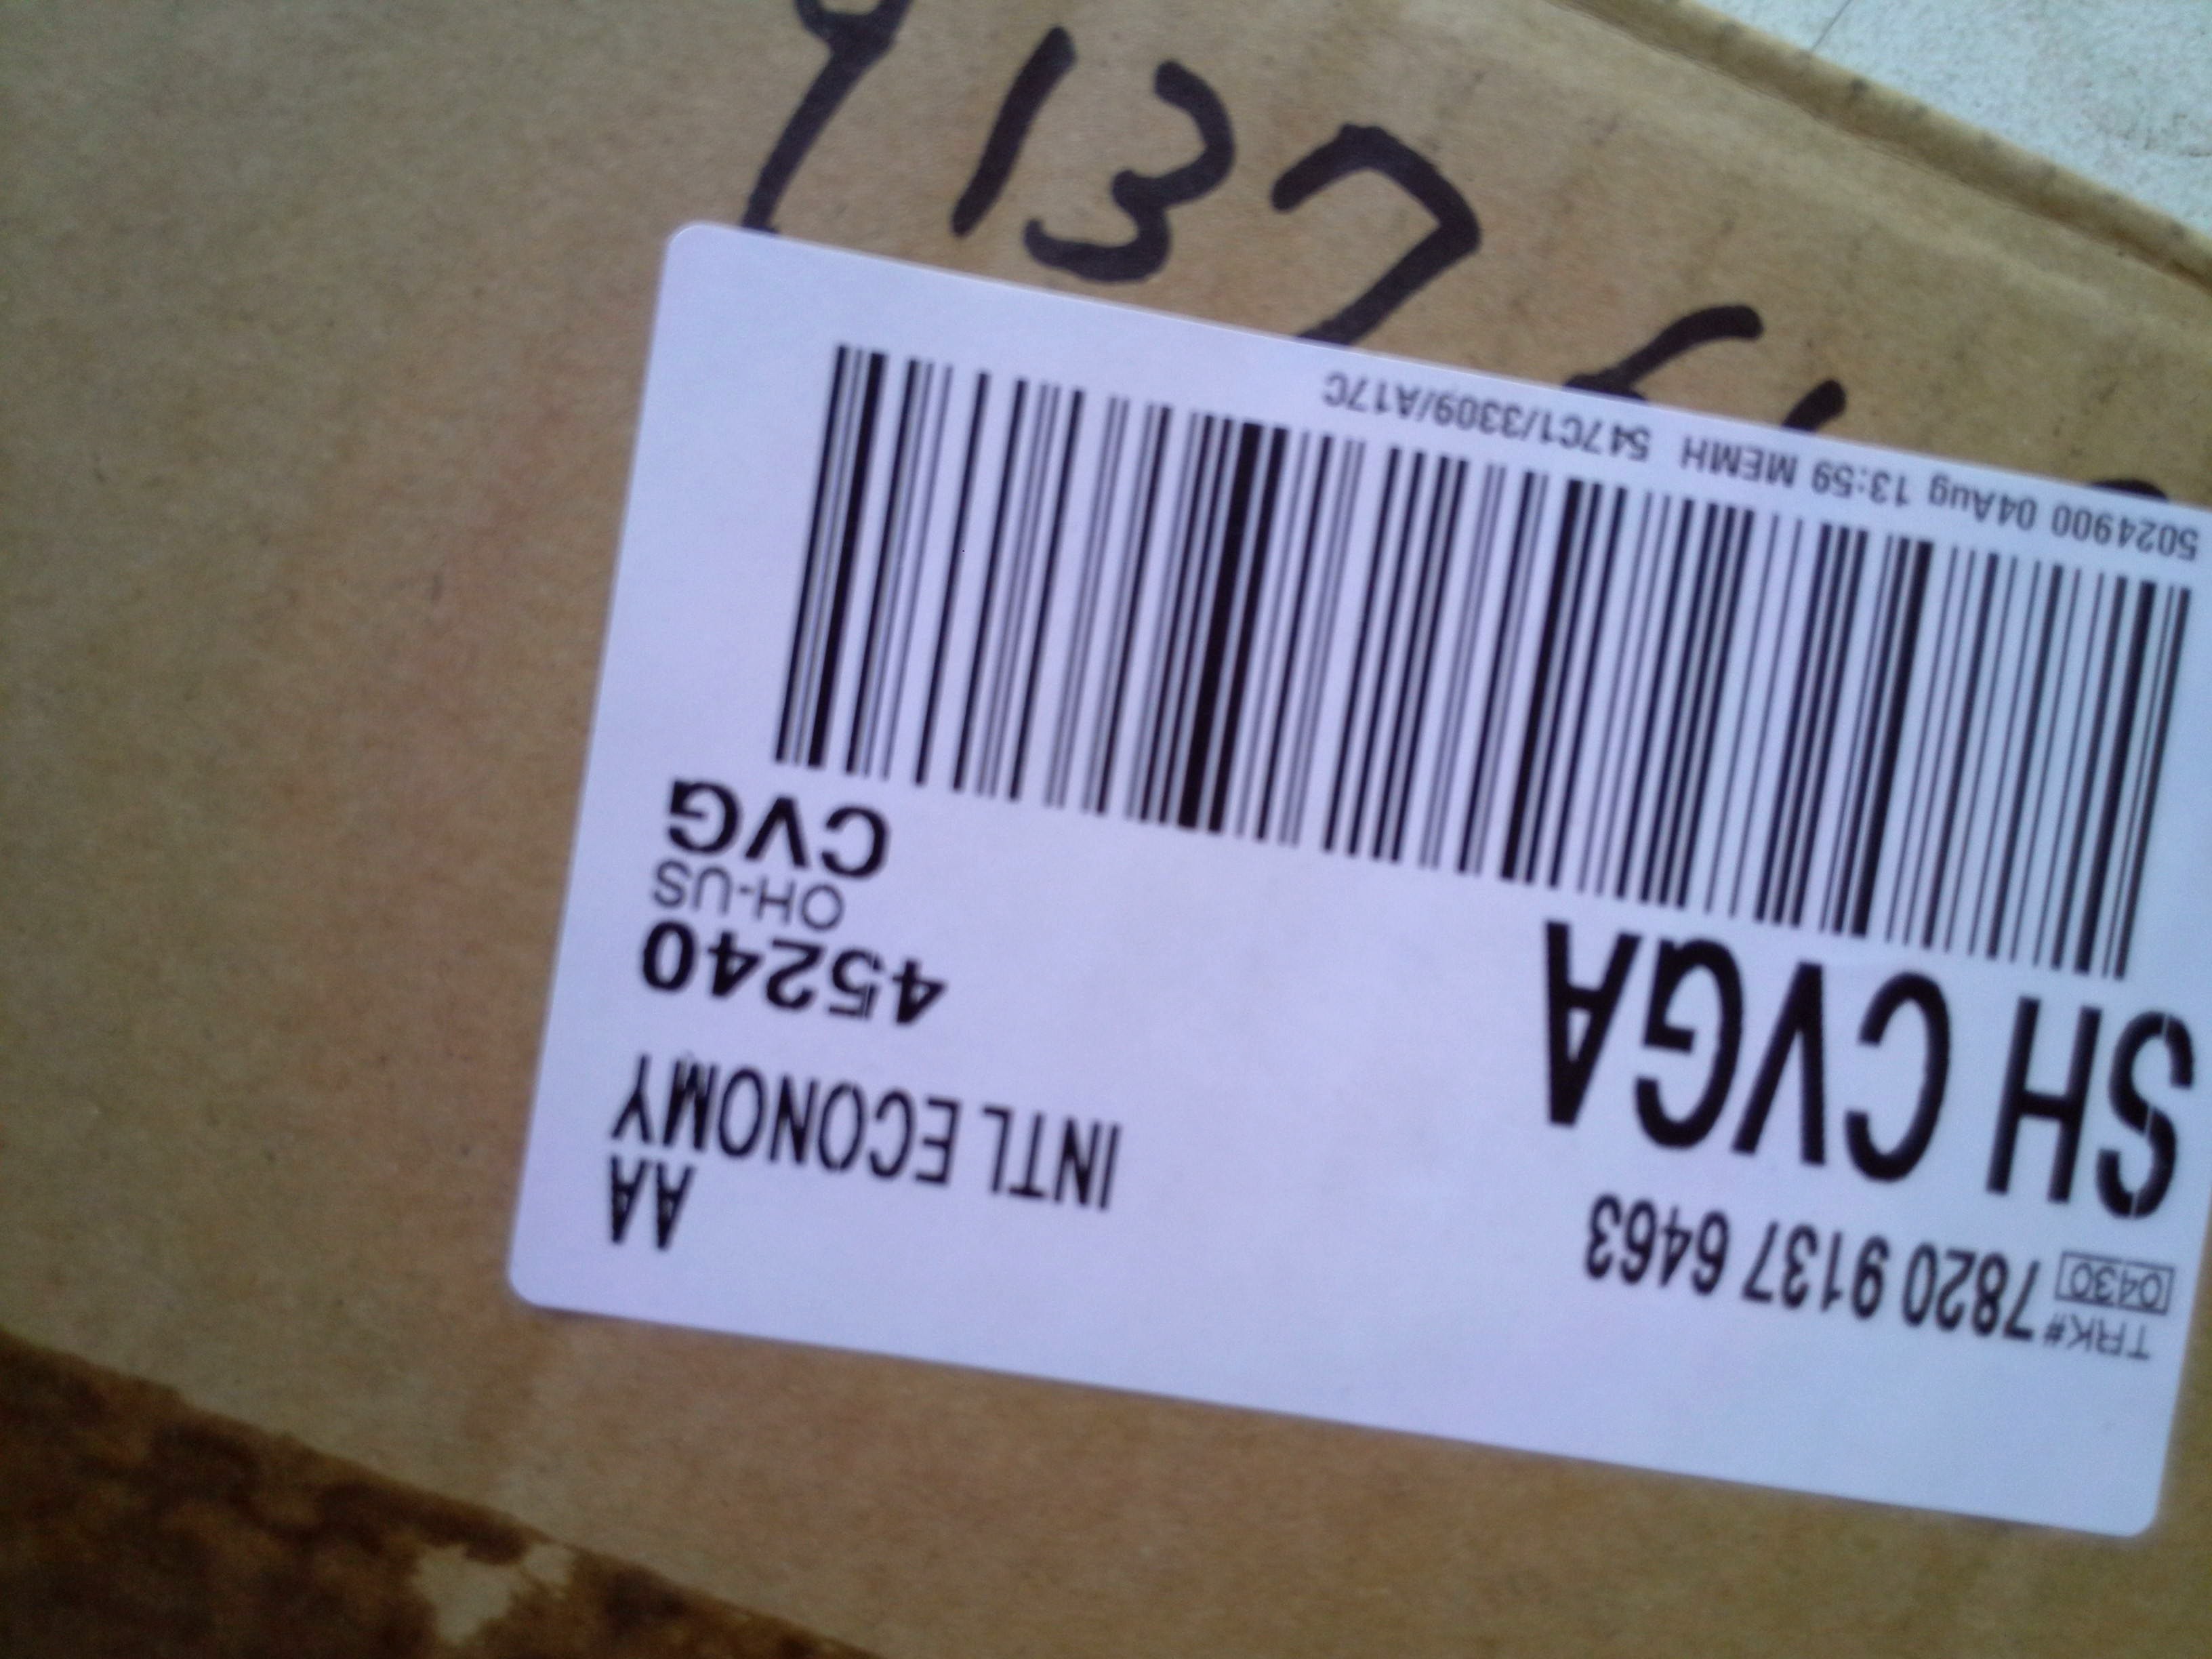 9137
TRK# 7820 9137 6463
0430
SH CVGA
AA
INTL ECONOMY
45240
OH-US
CVG
5024900 04Aug 13:59 MEMH 547C1/3309/A17C